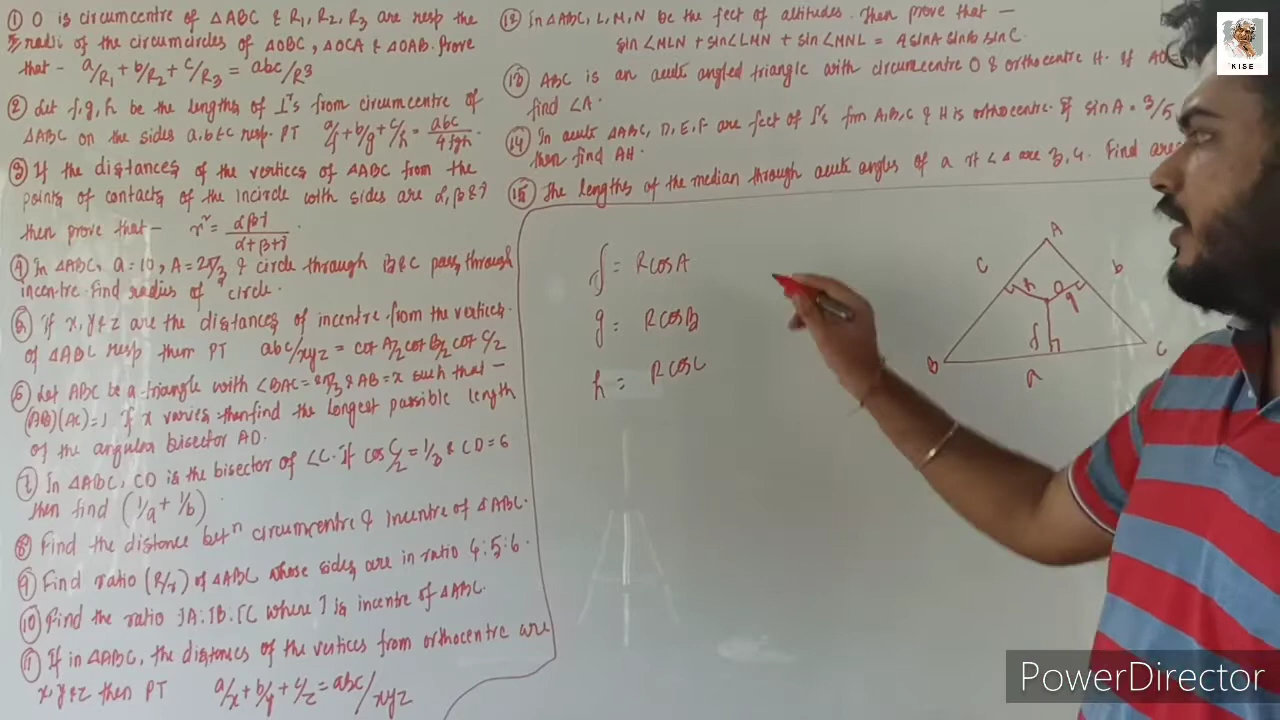 ① O is circumcentre of △ABC & R₁, R₂, R₃ are resp the
radii of the circumcircles of △OBC, △OCA & △OAB. Prove
that - a/R₁ + b/R₂ + c/R₃ = abc/R³
② Let f, g, h be the lengths of ⊥rs from circumcentre of
△ABC on the sides a, b & c resp. PT a/f + b/g + c/h = abc/4fgh.
③ If the distances of the vertices of △ABC from the
points of contacts of the incircle with sides are α, β & γ
then prove that - r² = αβγ/α+β+γ.
④ In △ABC, a = 10, A = 2π/3 & circle through B & C pass through
incentre. Find radius of circle.
⑤ If x, y & z are the distances of incentre from the vertices
of △ABC resp then PT abc/xyz = cot A/2 cot B/2 cot C/2
⑥ Let ABC be a triangle with ∠BAC = 2π/3 & AB = x such that -
(AB)(AC) = 1 If x varies then find the longest possible length
of the angular bisector AD.
⑦ In △ABC, CD is the bisector of ∠C. If cos C/2 = 1/3 & CD = 6
then find (1/a + 1/b)
⑧ Find the distance betn circumcentre & Incentre of △ABC.
⑨ Find ratio (R/r) of △ABC whose sides are in ratio 4:5:6.
⑩ Find the ratio IA : IB : IC where I is incentre of △ABC.
⑪ If in △ABC, the distances of the vertices from orthocentre are
x, y & z then PT a/x + b/y + c/z = abc/xyz
⑫ In △ABC, L, M, N be the feet of altitudes. Then prove that -
sin∠MLN + sin∠LMN + sin∠MNL = 4 sinA sinB sinC.
⑬ ABC is an acute angled triangle with circumcentre O & orthocentre H. If AO
find ∠A.
⑭ In acute △ABC, D, E, F are feet of ⊥rs from A, B, C & H is orthocentre. If sin A = 3/5
then find AH.
⑮ The lengths of the median through acute angles of a rt ∠d △ are 3, 4. Find area
f = RcosA
g = RcosB
h = RcosC
A
c
b
h
O
g
f
B
a
C
KISE
PowerDirector